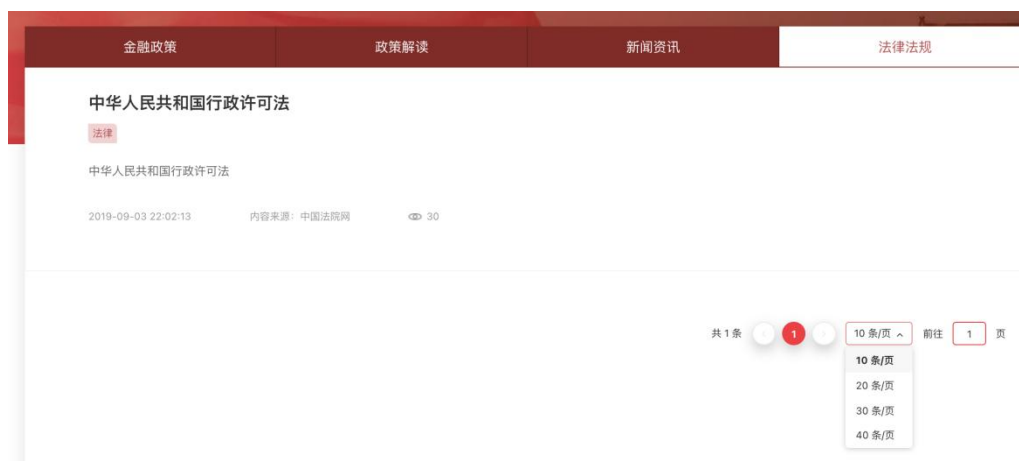 金融政策 政策解读 新闻资讯 法律法规
中华人民共和国行政许可法
法律
中华人民共和国行政许可法
2019-09-03 22:02:13 内容来源：中国法院网 30
共 1 条 1 10 条/页 前往 1 页
10 条/页
20 条/页
30 条/页
40 条/页